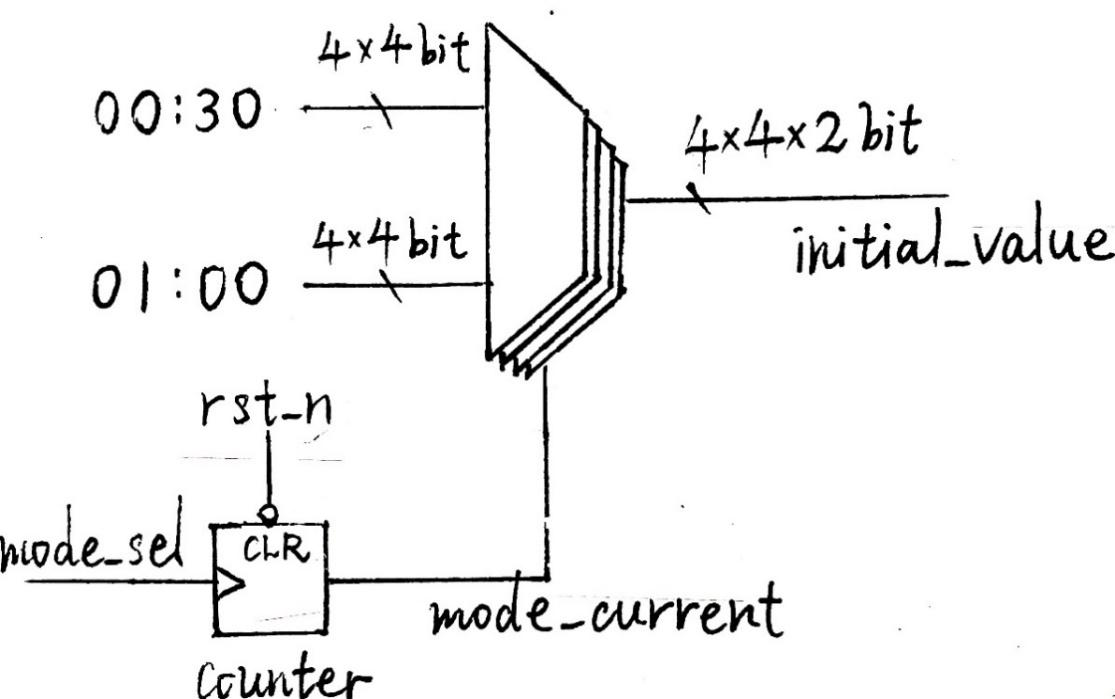 4×4 bit
00:30
4×4×2 bit
initial_value
4×4 bit
01:00
rst_n
mode_sel
CLR
mode_current
counter